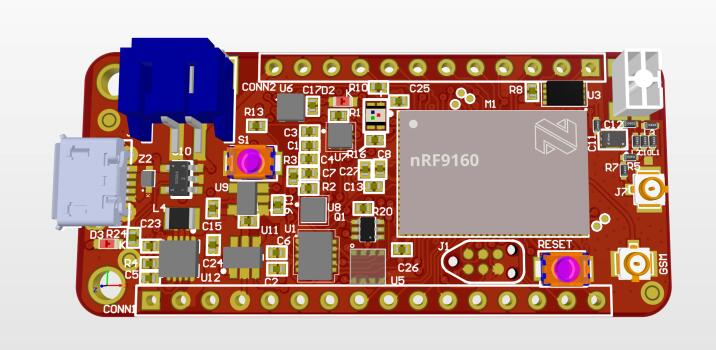 CONN2
U6
C17
D2
R10
C25
R8
U3
M1
R13
R1
C3
C1
S1
U7
R16
C8
nRF9160
C11
Z2
R3
C4
C7
C27
R2
C13
R7
R5
U9
J7
L4
U8
Q1
R20
C23
C15
D3
R24
K
U11
U1
C6
J1
RESET
R4
C5
C24
U12
C2
C26
U5
GSM
CONN1